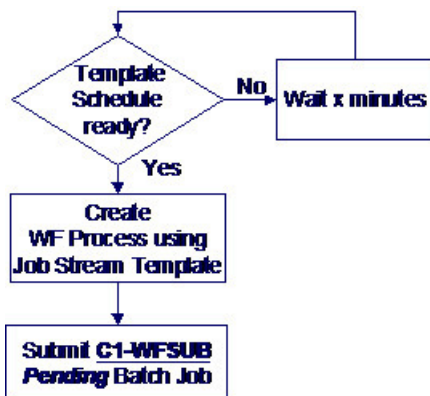 Template
Schedule
ready?
No
Wait x minutes
Yes
Create
WF Process using
Job Stream Template
Submit C1-WFSUB
Pending Batch Job